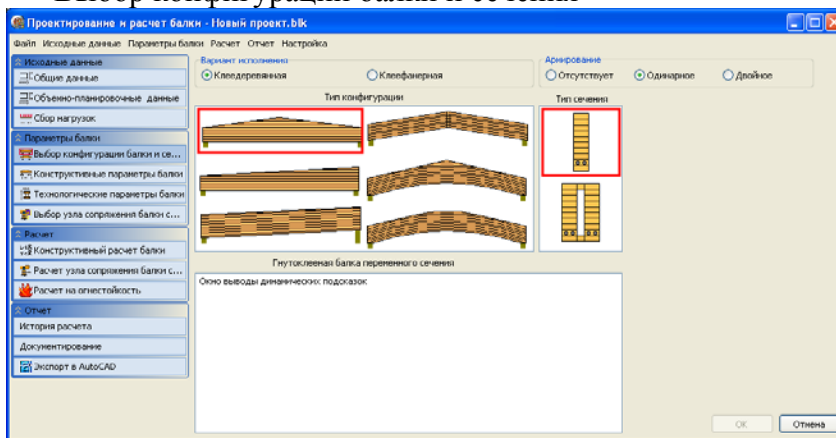 Выбор конфигурации балки и сечения
Проектирование и расчет балки - Новый проект.blk
Файл Исходные данные Параметры балки Расчет Отчет Настройка
Исходные данные
Общие данные
Объемно-планировочные данные
Сбор нагрузок
Параметры балки
Выбор конфигурации балки и се...
Конструктивные параметры балки
Технологические параметры балки
Выбор узла сопряжения балки с...
Расчет
Конструктивный расчет балки
Расчет узла сопряжения балки с...
Расчет на огнестойкость
Отчет
История расчета
Документирование
Экспорт в AutoCAD
Вариант исполнения
Клеедеревянная Клеефанерная
Армирование
Отсутствует Одинарное Двойное
Тип конфигурации
Тип сечения
Гнутоклееная балка переменного сечения
Окно выводы динамических подсказок
OK Отмена